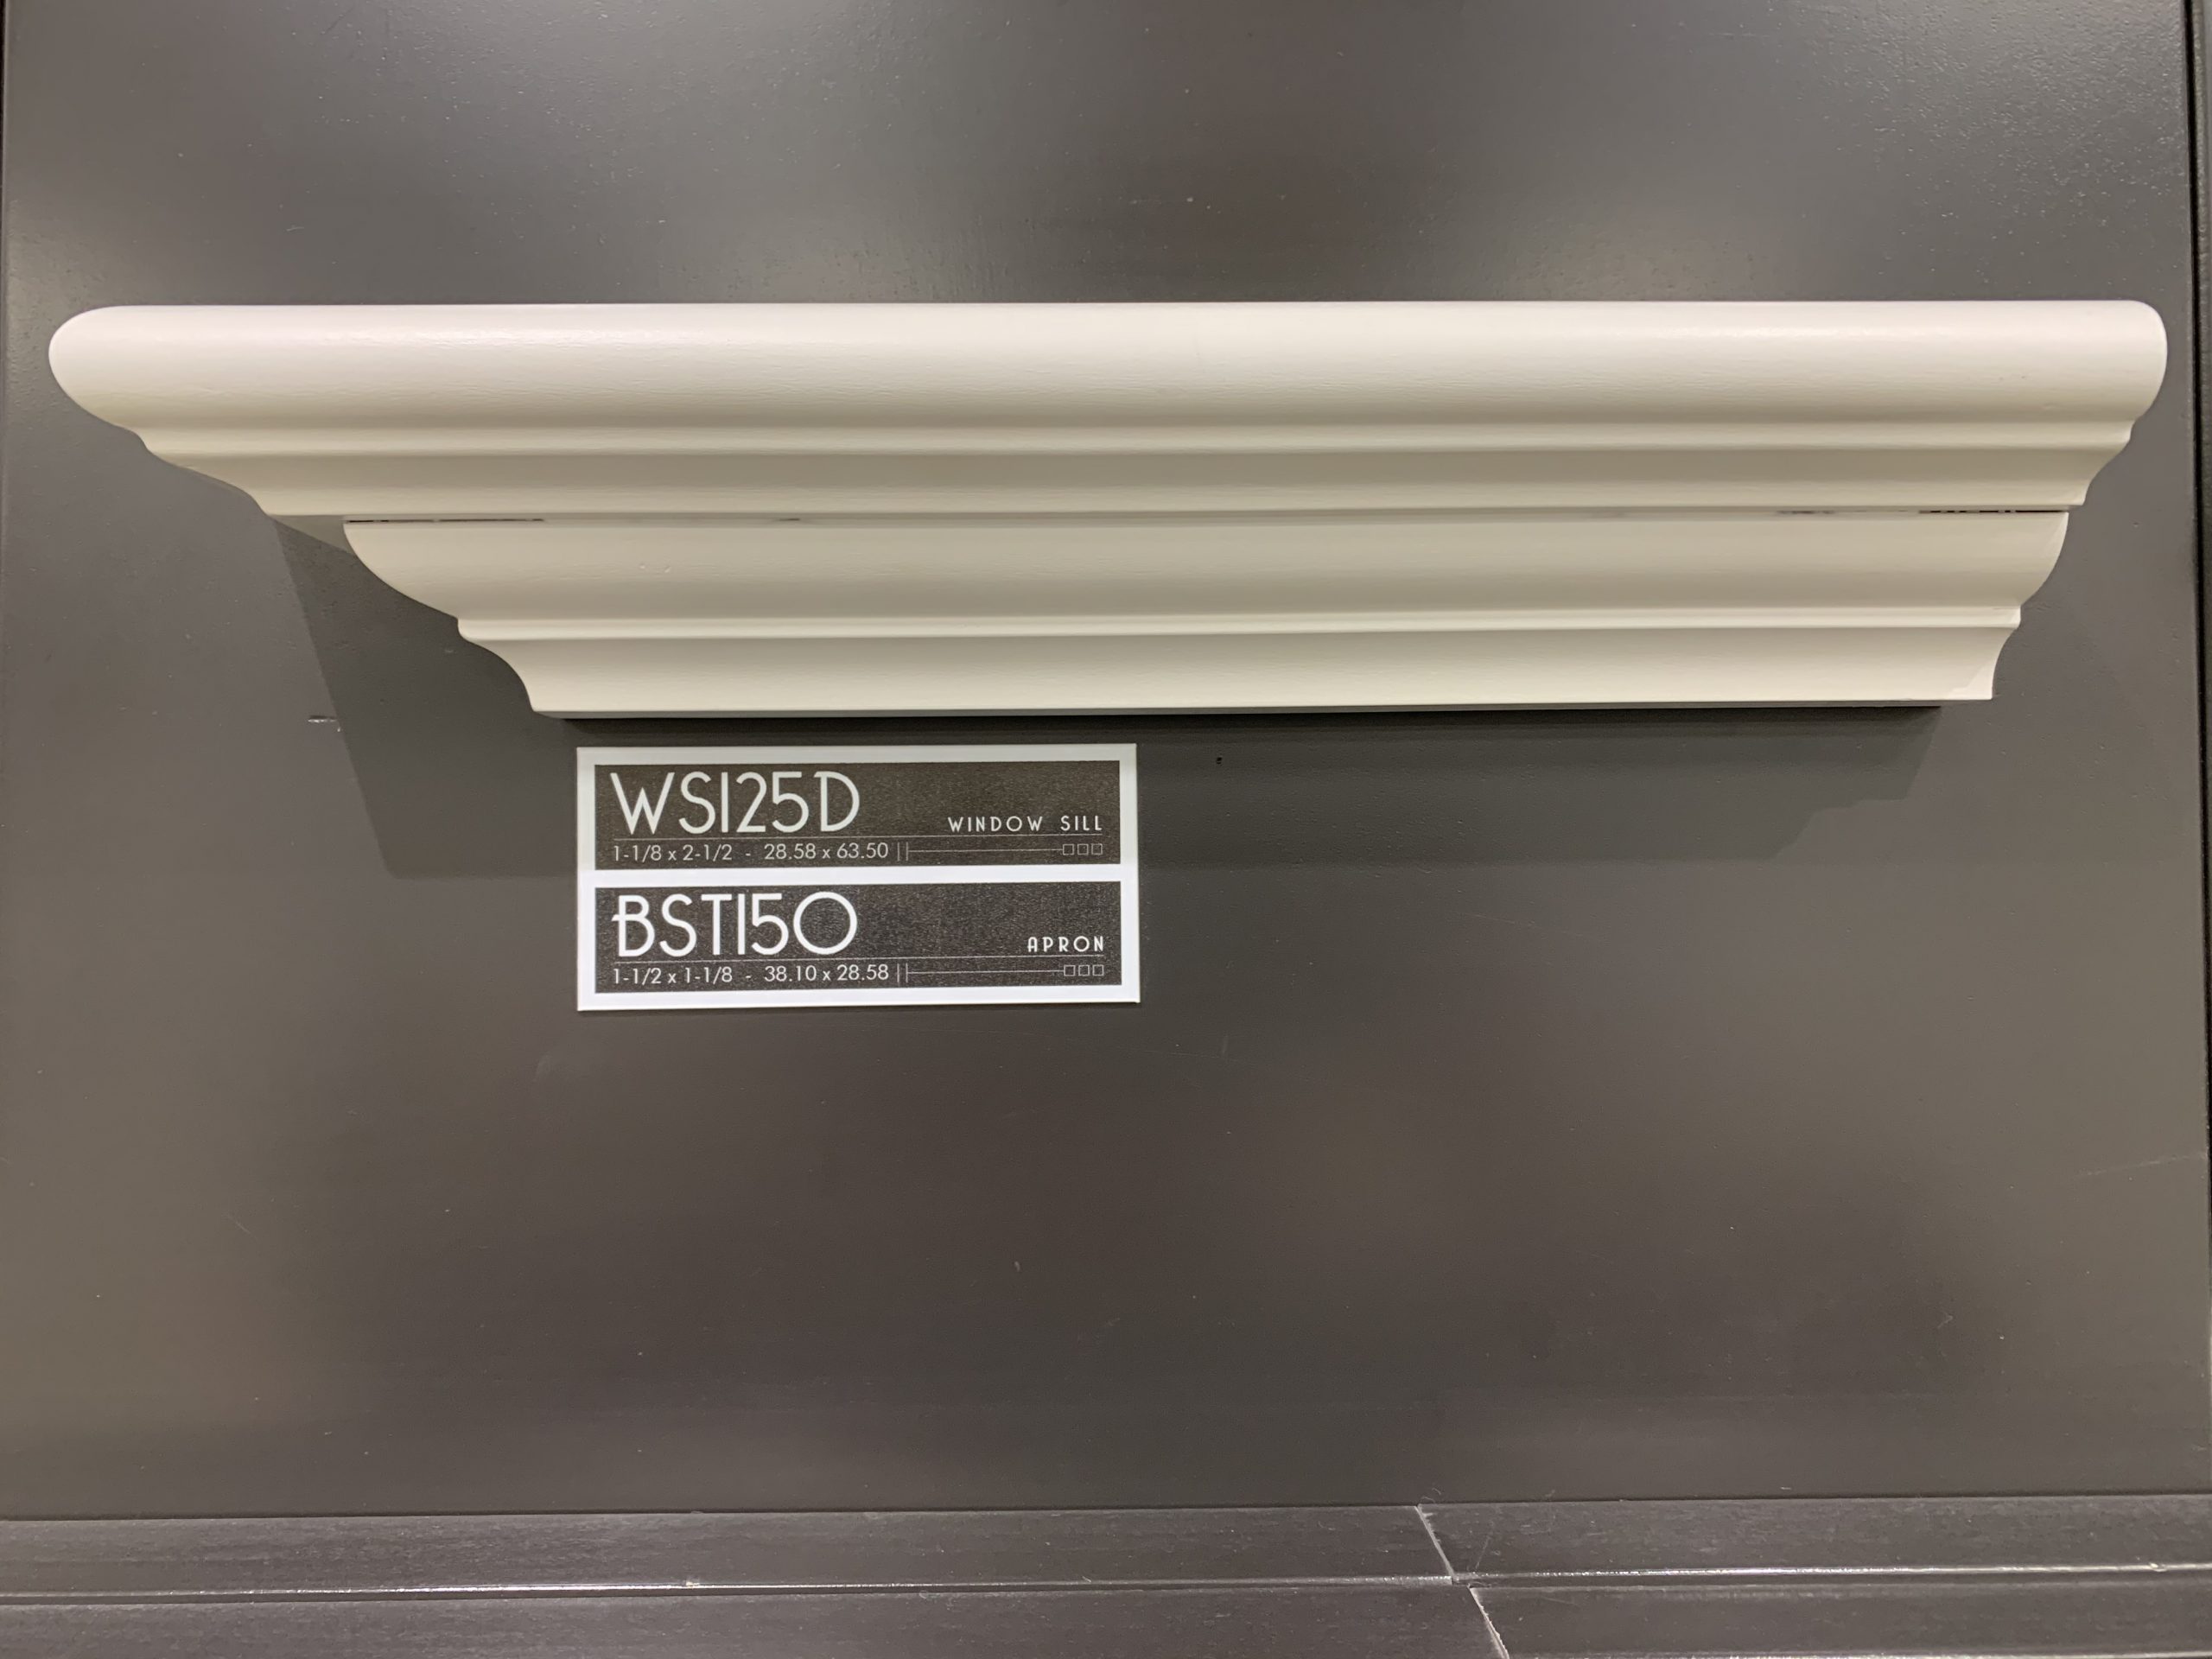 WS125D
WINDOW SILL
1-1/8 x 2-1/2 - 28.58 x 63.50
BST150
APRON
1-1/2 x 1-1/8 - 38.10 x 28.58